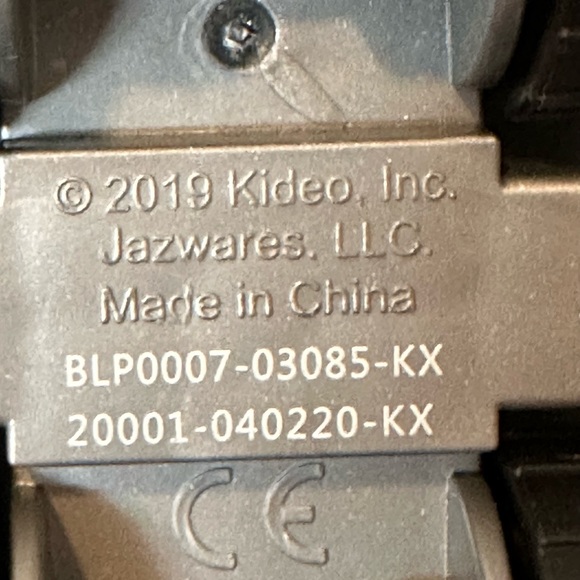 © 2019 Kideo, Inc.
Jazwares, LLC.
Made in China
BLP0007-03085-KX
20001-040220-KX
CE